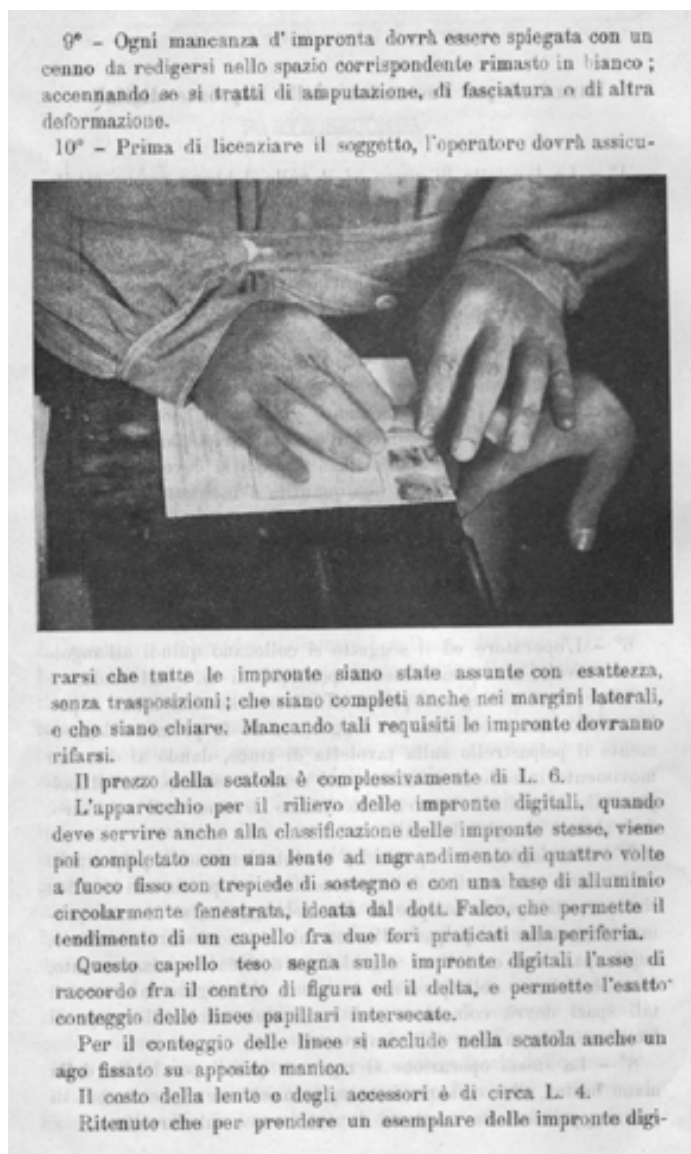 9° - Ogni mancanza d'impronta dovrà essere spiegata con un
cenno da redigersi nello spazio corrispondente rimasto in bianco;
accennando se si tratti di amputazione, di fasciatura o di altra
deformazione.
10° - Prima di licenziare il soggetto, l'operatore dovrà assicu-
rarsi che tutte le impronte siano state assunte con esattezza,
senza trasposizioni; che siano completi anche nei margini laterali,
e che siano chiare. Mancando tali requisiti le impronte dovranno
rifarsi.
Il prezzo della scatola è complessivamente di L. 6.
L'apparecchio per il rilievo delle impronte digitali, quando
deve servire anche alla classificazione delle impronte stesse, viene
poi completato con una lente ad ingrandimento di quattro volte
a fuoco fisso con trepiede di sostegno e con una base di alluminio
circolarmente fenestrata, ideata dal dott. Falco, che permette il
tendimento di un capello fra due fori praticati alla periferia.
Questo capello teso segna sulle impronte digitali l'asse di
raccordo fra il centro di figura ed il delta, e permette l'esatto
conteggio delle linee papillari intersecate.
Per il conteggio delle linee si acclude nella scatola anche un
ago fissato su apposito manico.
Il costo della lente e degli accessori è di circa L. 4.
Ritenuto che per prendere un esemplare delle impronte digi-